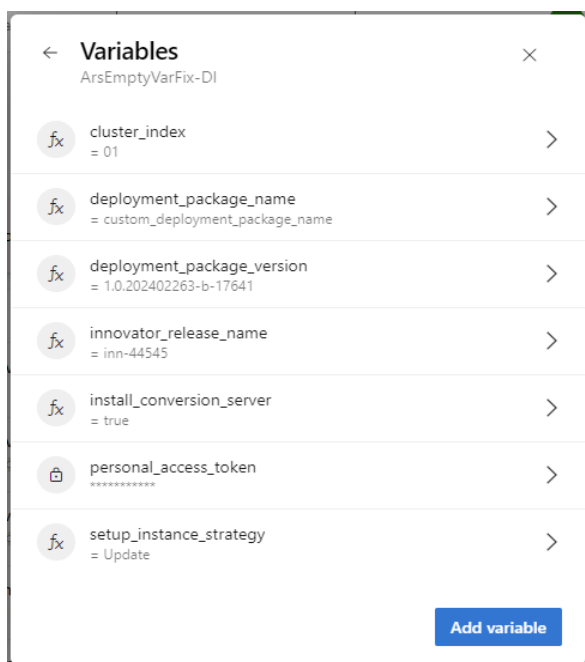 Variables
ArsEmptyVarFix-DI
cluster_index
= 01
deployment_package_name
= custom_deployment_package_name
deployment_package_version
= 1.0.202402263-b-17641
innovator_release_name
= inn-44545
install_conversion_server
= true
personal_access_token
***********
setup_instance_strategy
= Update
Add variable